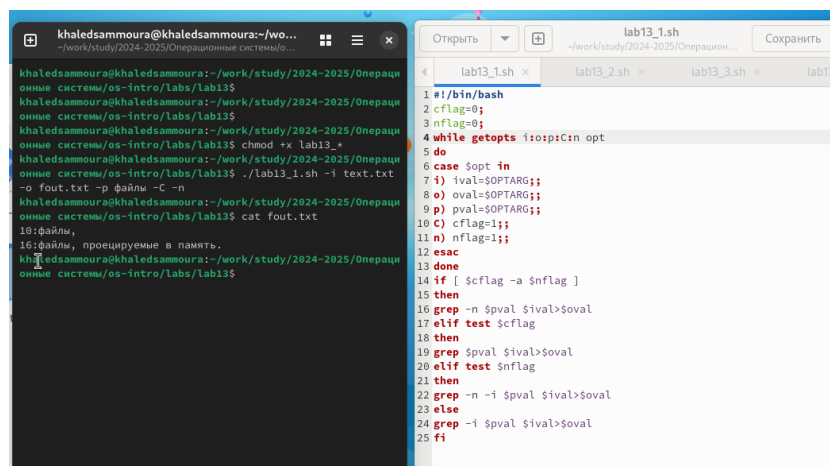 khaledsammoura@khaledsammoura:~/wo...
~/work/study/2024-2025/Операционные системы/o...
khaledsammoura@khaledsammoura:~/work/study/2024-2025/Операци
онные системы/os-intro/labs/lab13$
khaledsammoura@khaledsammoura:~/work/study/2024-2025/Операци
онные системы/os-intro/labs/lab13$
khaledsammoura@khaledsammoura:~/work/study/2024-2025/Операци
онные системы/os-intro/labs/lab13$ chmod +x lab13_*
khaledsammoura@khaledsammoura:~/work/study/2024-2025/Операци
онные системы/os-intro/labs/lab13$ ./lab13_1.sh -i text.txt
-o fout.txt -p файлы -C -n
khaledsammoura@khaledsammoura:~/work/study/2024-2025/Операци
онные системы/os-intro/labs/lab13$ cat fout.txt
10:файлы,
16:файлы, проецируемые в память.
khaledsammoura@khaledsammoura:~/work/study/2024-2025/Операци
онные системы/os-intro/labs/lab13$
Открыть
lab13_1.sh
~/work/study/2024-2025/Операцион...
Сохранить
lab13_1.sh
lab13_2.sh
lab13_3.sh
lab1
1 #!/bin/bash
2 cflag=0;
3 nflag=0;
4 while getopts i:o:p:C:n opt
5 do
6 case $opt in
7 i) ival=$OPTARG;;
8 o) oval=$OPTARG;;
9 p) pval=$OPTARG;;
10 C) cflag=1;;
11 n) nflag=1;;
12 esac
13 done
14 if [ $cflag -a $nflag ]
15 then
16 grep -n $pval $ival>$oval
17 elif test $cflag
18 then
19 grep $pval $ival>$oval
20 elif test $nflag
21 then
22 grep -n -i $pval $ival>$oval
23 else
24 grep -i $pval $ival>$oval
25 fi